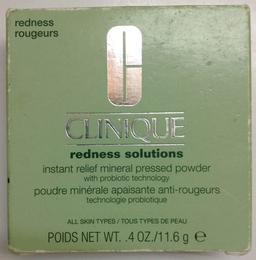 redness
rougeurs
CLINIQUE
redness solutions
instant relief mineral pressed powder
with probiotic technology
poudre minérale apaisante anti-rougeurs
technologie probiotique
ALL SKIN TYPES / TOUS TYPES DE PEAU
POIDS NET WT. .4 OZ./11.6 g ℮